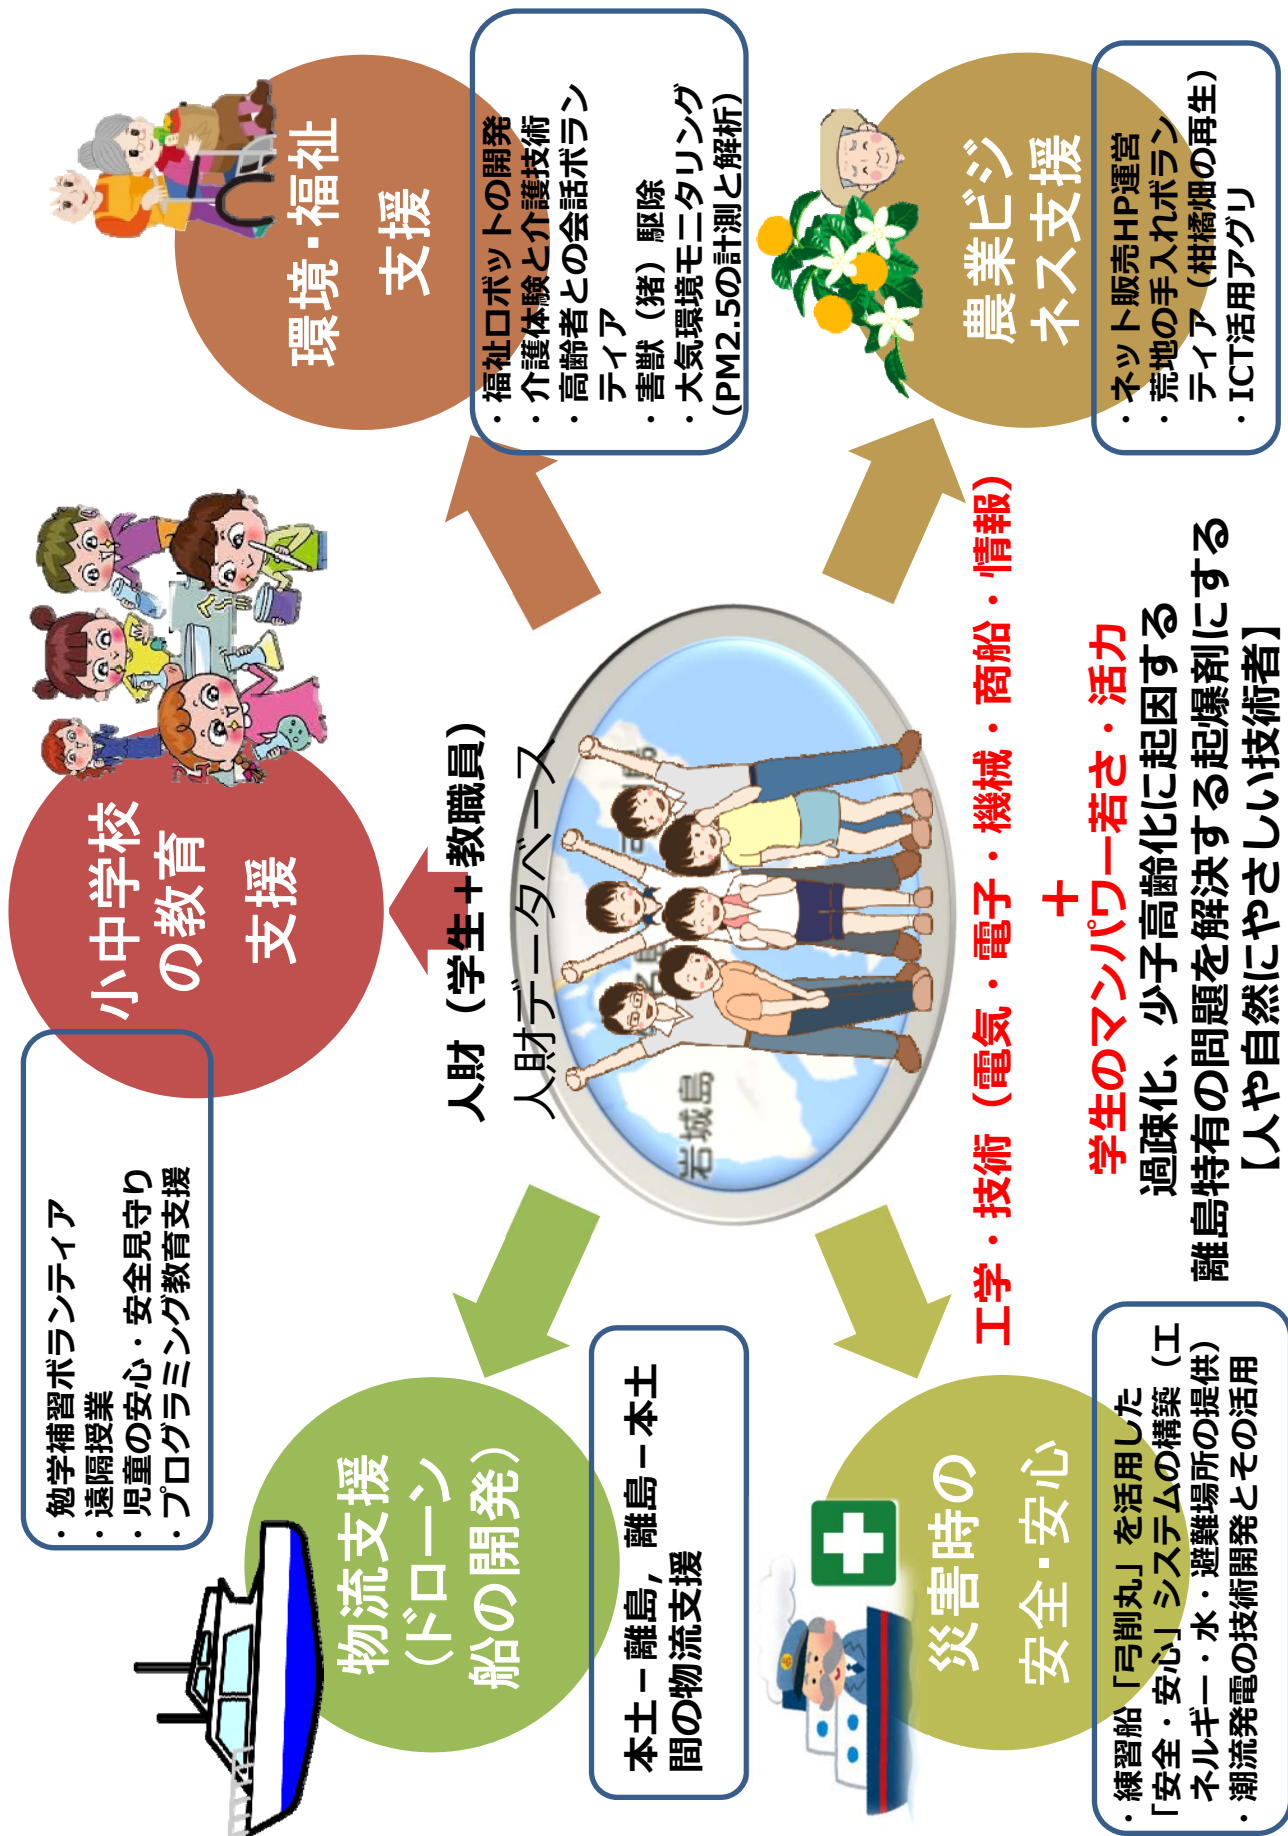 小中学校
の教育
支援
・勉学補習ボランティア
・遠隔授業
・児童の安心・安全見守り
・プログラミング教育支援
環境・福祉
支援
・福祉ロボットの開発
・介護体験と介護技術
・高齢者との会話ボラン
ティア
・害獣（猪）駆除
・大気環境モニタリング
（PM2.5の計測と解析）
物流支援
（ドローン
船の開発）
本土－離島，離島－本土
間の物流支援
人財（学生＋教職員）
人財データベース
岩城島
災害時の
安全・安心
・練習船「弓削丸」を活用した
「安全・安心」システムの構築（エ
ネルギー・水・避難場所の提供）
・潮流発電の技術開発とその活用
農業ビジ
ネス支援
・ネット販売HP運営
・荒地の手入れボラン
ティア（柑橘畑の再生）
・ICT活用アグリ
工学・技術（電気・電子・機械・商船・情報）
＋
学生のマンパワー若さ・活力
過疎化、少子高齢化に起因する
離島特有の問題を解決する起爆剤にする
【人や自然にやさしい技術者】